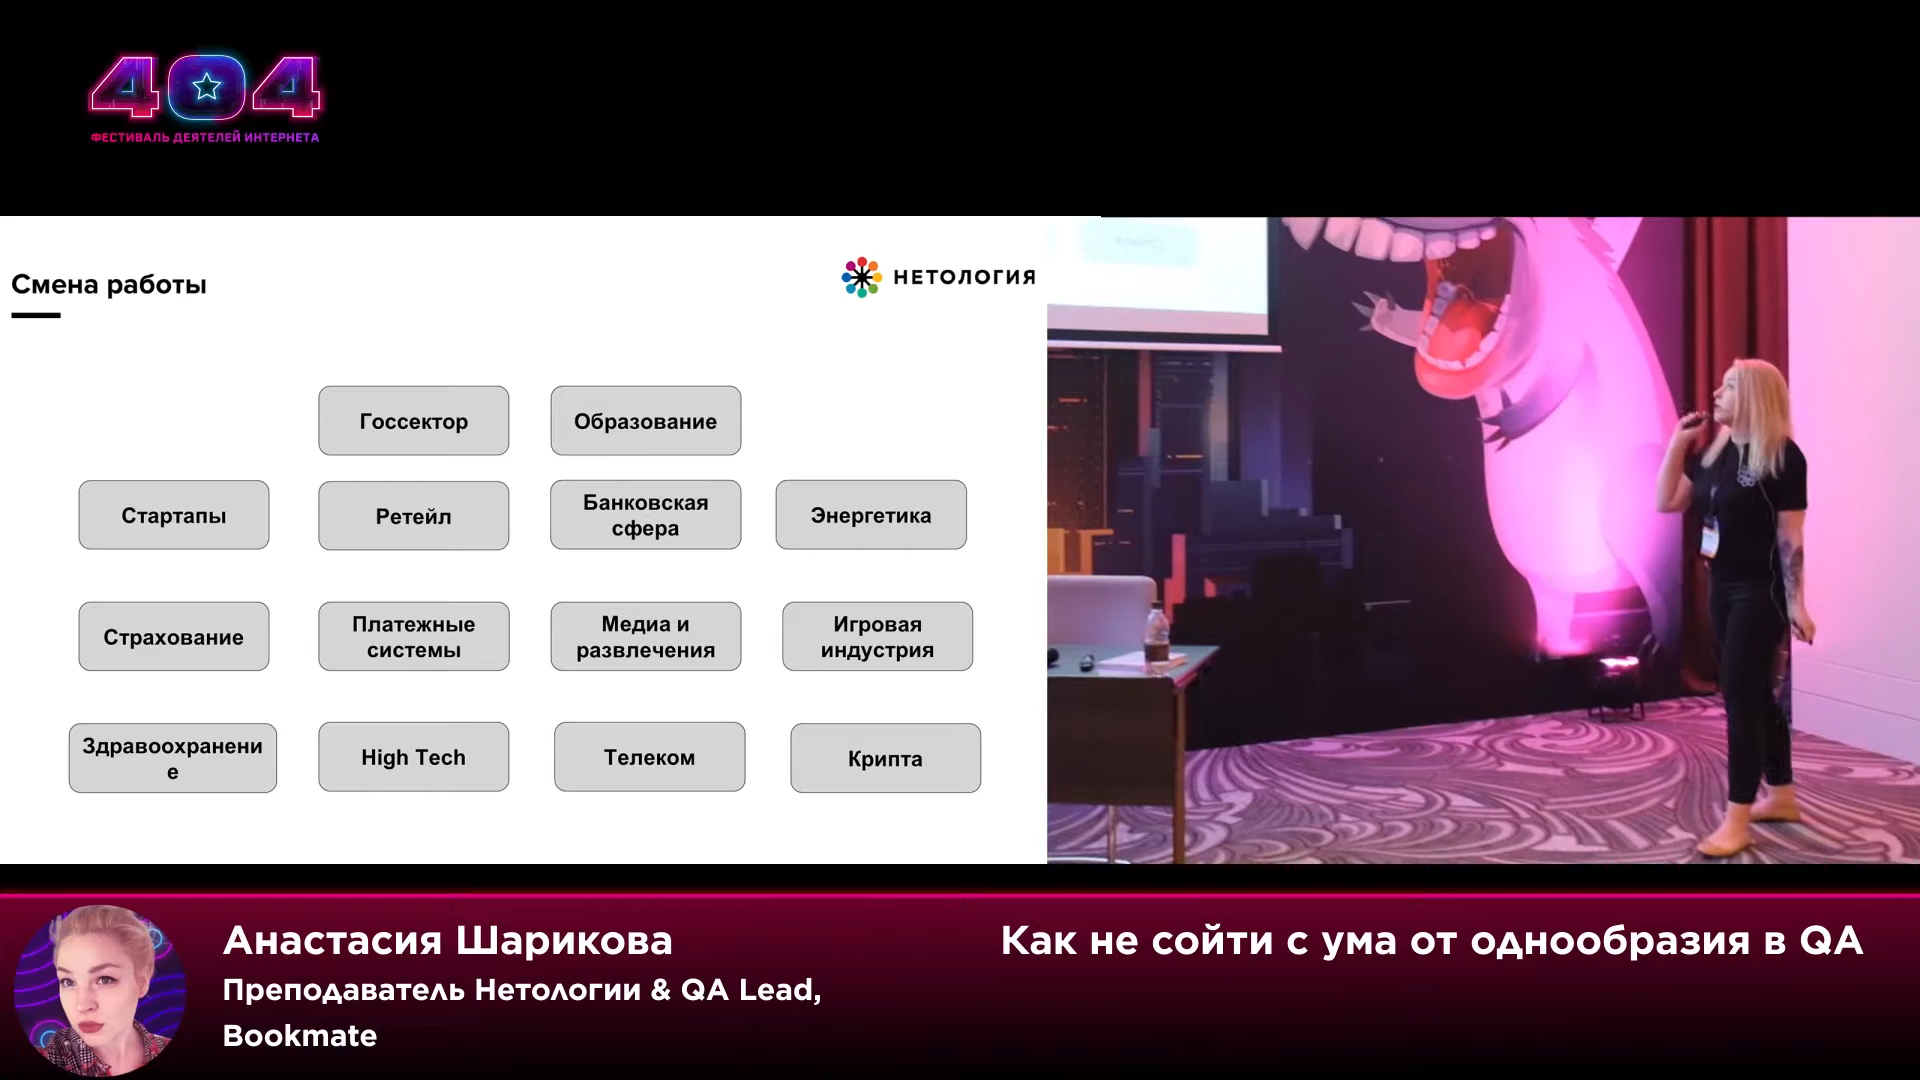 404
ФЕСТИВАЛЬ ДЕЯТЕЛЕЙ ИНТЕРНЕТА
Смена работы
НЕТОЛОГИЯ
Госсектор
Образование
Стартапы
Ретейл
Банковская
сфера
Энергетика
Страхование
Платежные
системы
Медиа и
развлечения
Игровая
индустрия
Здравоохранени
е
High Tech
Телеком
Крипта
Анастасия Шарикова
Преподаватель Нетологии & QA Lead,
Bookmate
Как не сойти с ума от однообразия в QA